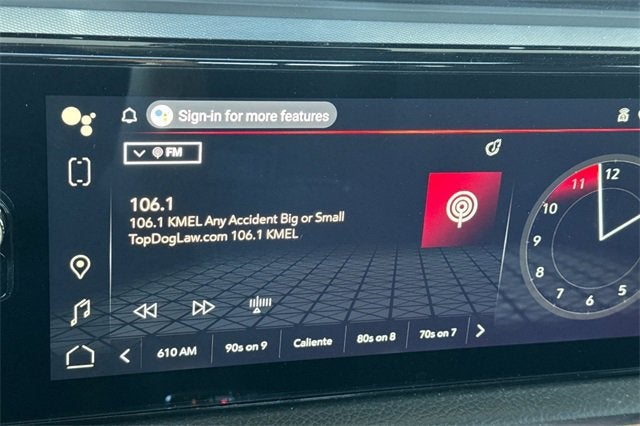 Sign-in for more features
FM
106.1
106.1 KMEL Any Accident Big or Small
TopDogLaw.com 106.1 KMEL
11 12
10
9
8
7 6 5
610 AM 90s on 9 Caliente 80s on 8 70s on 7